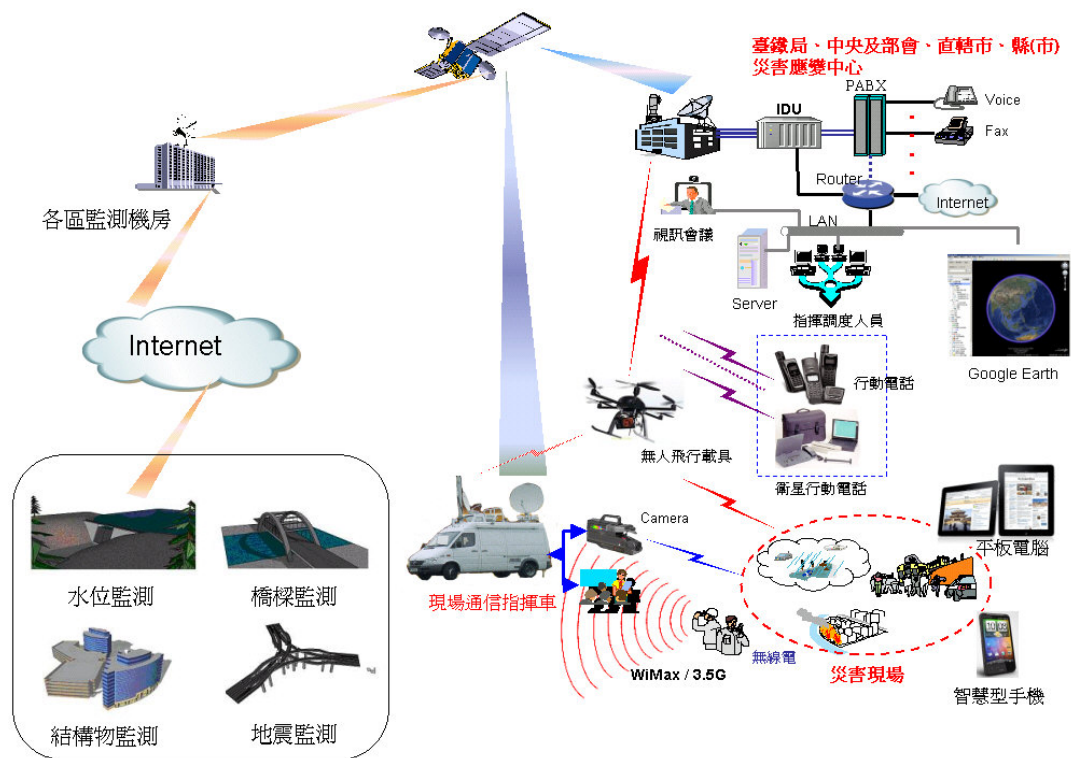 臺鐵局、中央及部會、直轄市、縣(市)
災害應變中心
PABX
Voice
IDU
Fax
Router
Internet
各區監測機房
視訊會議
LAN
Server
指揮調度人員
Internet
Google Earth
行動電話
無人飛行載具
衛星行動電話
Camera
平板電腦
水位監測
橋樑監測
現場通信指揮車
無線電
WiMax / 3.5G
災害現場
智慧型手機
結構物監測
地震監測